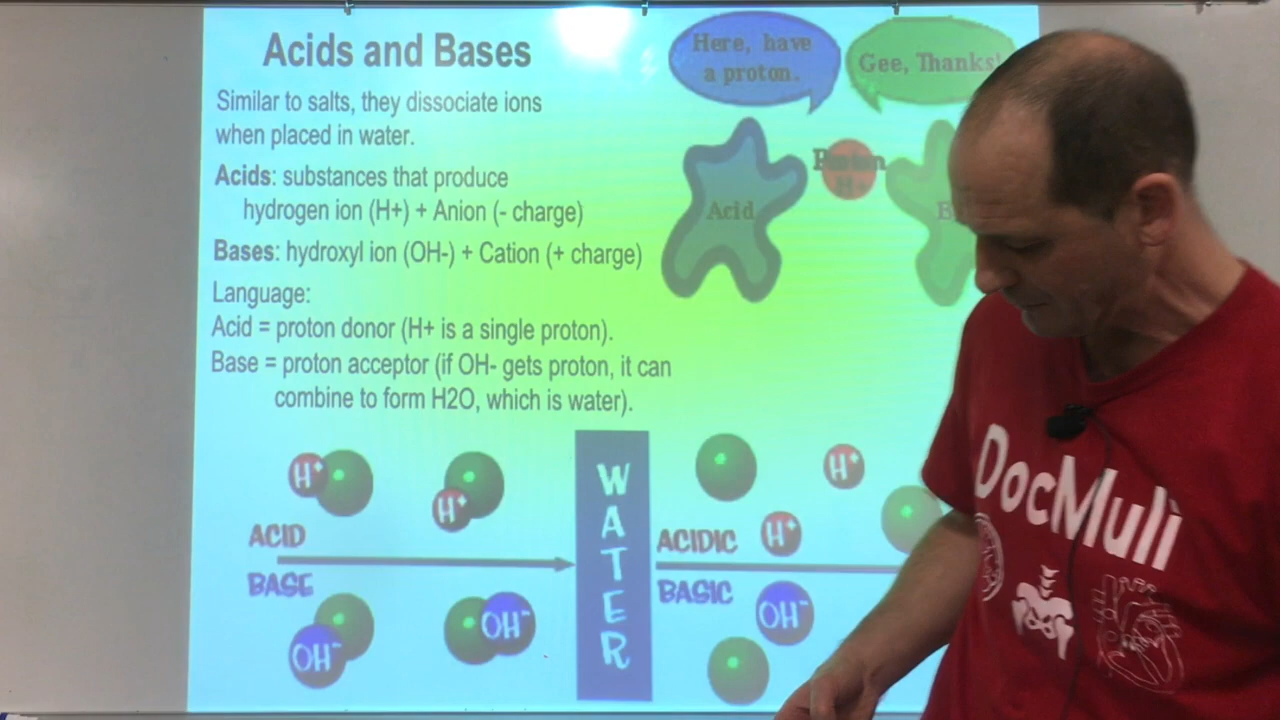 Acids and Bases
Similar to salts, they dissociate ions
when placed in water.
Acids: substances that produce
hydrogen ion (H+) + Anion (- charge)
Bases: hydroxyl ion (OH-) + Cation (+ charge)
Language:
Acid = proton donor (H+ is a single proton).
Base = proton acceptor (if OH- gets proton, it can
combine to form H2O, which is water).
Here, have
a proton.
Gee, Thanks!
Proton
H+
Acid
H+
H+
ACID
BASE
OH-
OH-
WATER
H+
ACIDIC
H+
BASIC
OH-
DocMuli